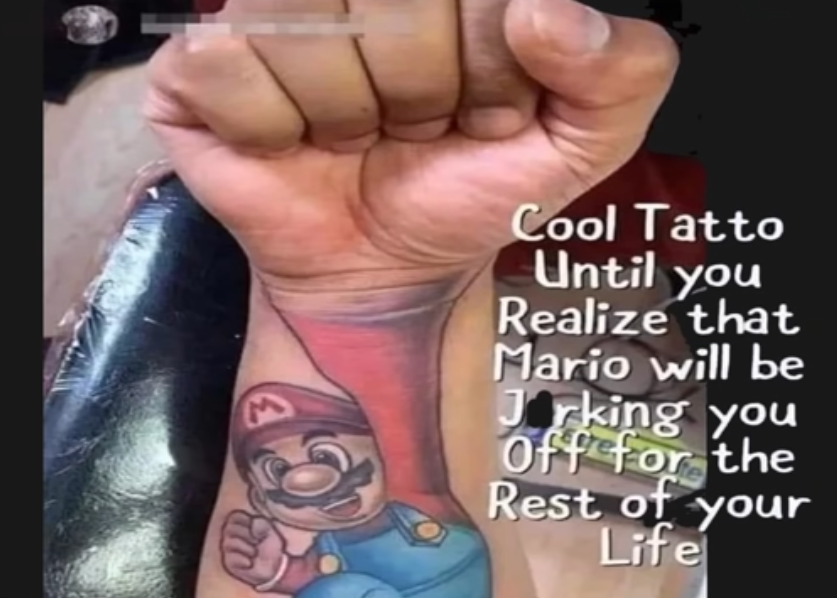 M
Cool Tatto
Until you
Realize that
Mario will be
J rking you
Off for the
Rest of your
Life